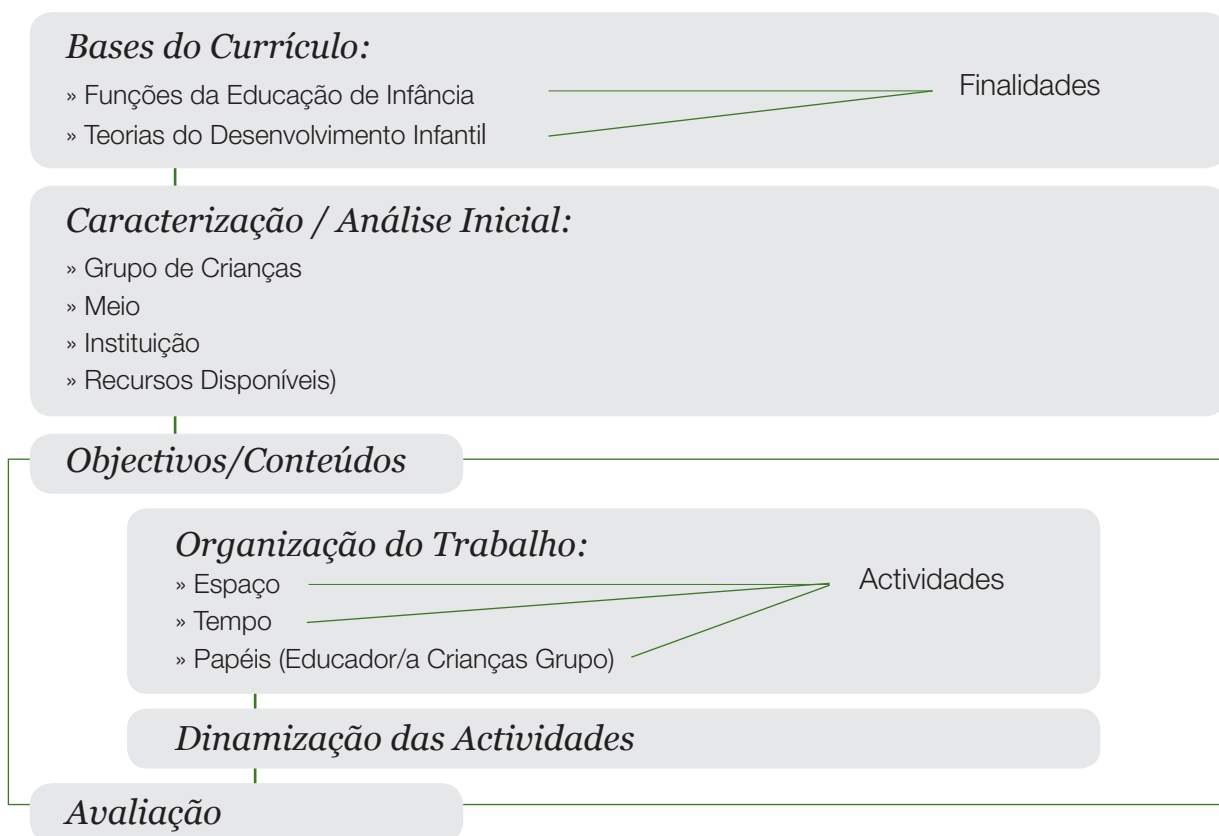 Bases do Currículo:
» Funções da Educação de Infância
Finalidades
» Teorias do Desenvolvimento Infantil
Caracterização / Análise Inicial:
» Grupo de Crianças
» Meio
» Instituição
» Recursos Disponíveis)
Objectivos/Conteúdos
Organização do Trabalho:
» Espaço
Actividades
» Tempo
» Papéis (Educador/a Crianças Grupo)
Dinamização das Actividades
Avaliação